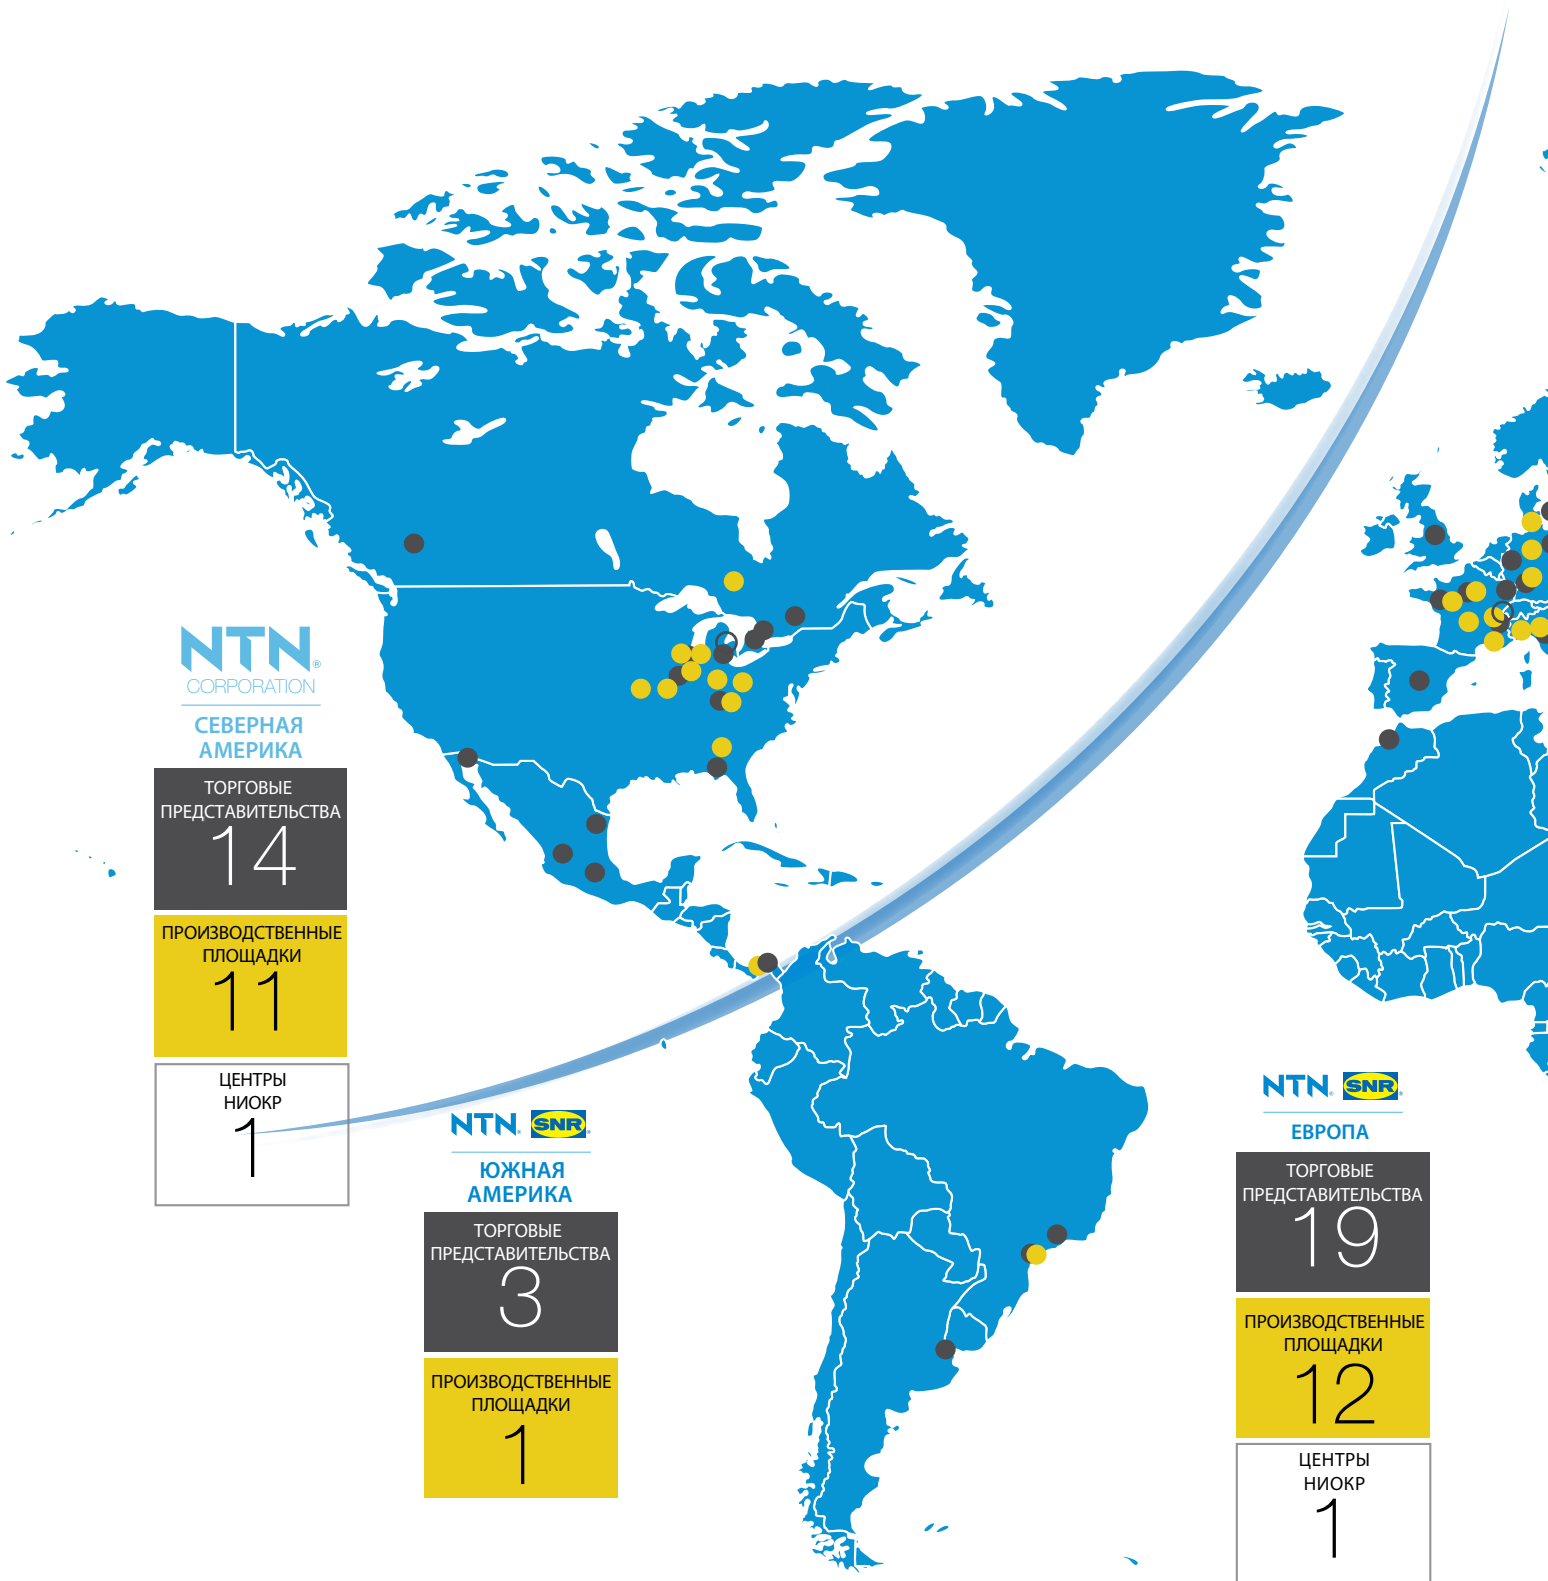 NTN®
CORPORATION
СЕВЕРНАЯ
АМЕРИКА
ТОРГОВЫЕ
ПРЕДСТАВИТЕЛЬСТВА
14
ПРОИЗВОДСТВЕННЫЕ
ПЛОЩАДКИ
11
ЦЕНТРЫ
НИОКР
1
NTN® SNR®
ЮЖНАЯ
АМЕРИКА
ТОРГОВЫЕ
ПРЕДСТАВИТЕЛЬСТВА
3
ПРОИЗВОДСТВЕННЫЕ
ПЛОЩАДКИ
1
NTN® SNR®
ЕВРОПА
ТОРГОВЫЕ
ПРЕДСТАВИТЕЛЬСТВА
19
ПРОИЗВОДСТВЕННЫЕ
ПЛОЩАДКИ
12
ЦЕНТРЫ
НИОКР
1